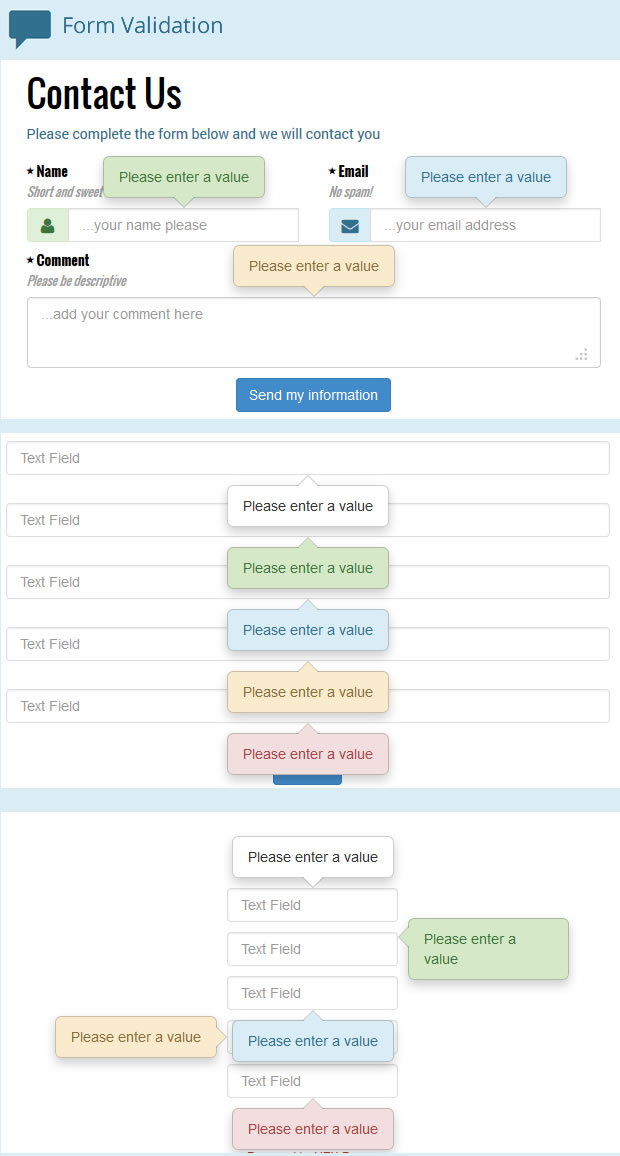 Form Validation
Contact Us
Please complete the form below and we will contact you
* Name
Please enter a value
* Email
Please enter a value
Short and sweet
No spam!
...your name please
...your email address
* Comment
Please enter a value
Please be descriptive
...add your comment here
Send my information
Text Field
Please enter a value
Text Field
Please enter a value
Text Field
Please enter a value
Text Field
Please enter a value
Text Field
Please enter a value
Please enter a value
Text Field
Please enter a value
Text Field
Text Field
Please enter a value
Please enter a value
Text Field
Please enter a value